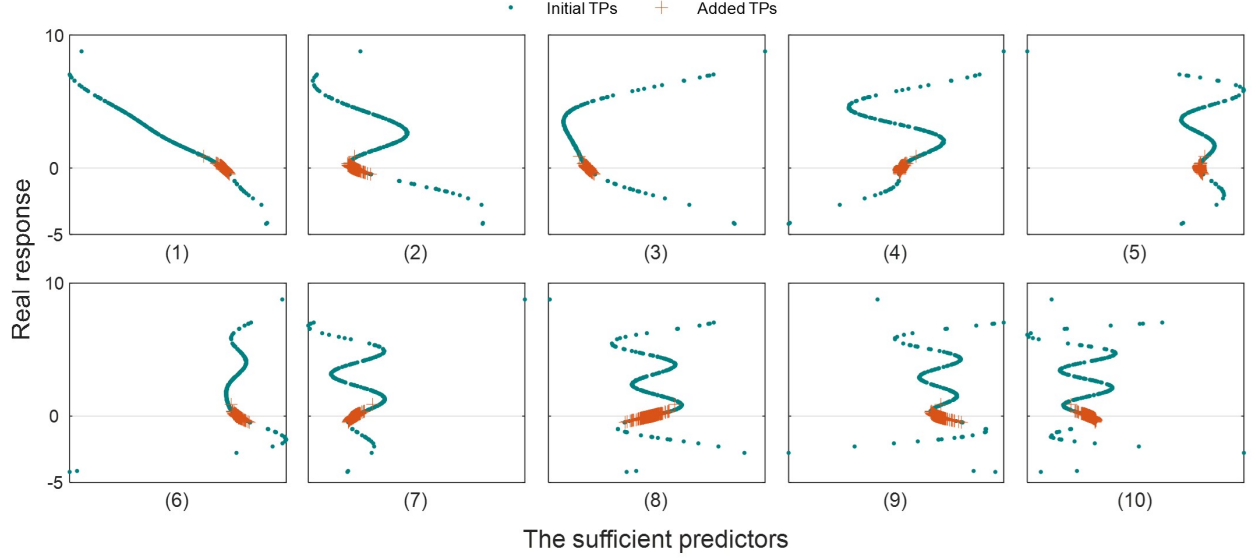 Initial TPs Added TPs
10
0
-5
(1) (2) (3) (4) (5)
Real response
10
0
-5
(6) (7) (8) (9) (10)
The sufficient predictors